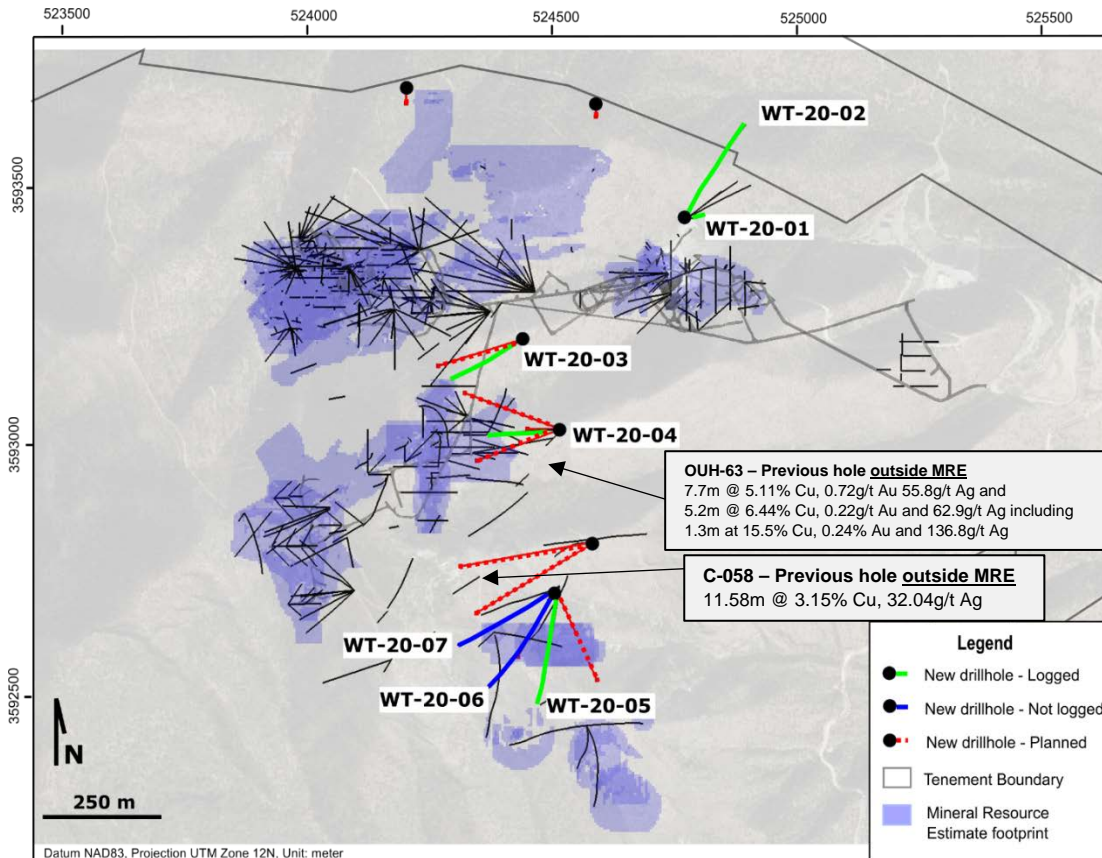 523500 524000 524500 525000 525500
3593500
3593000
3592500
WT-20-02
WT-20-01
WT-20-03
WT-20-04
OUH-63 – Previous hole outside MRE
7.7m @ 5.11% Cu, 0.72g/t Au 55.8g/t Ag and
5.2m @ 6.44% Cu, 0.22g/t Au and 62.9g/t Ag including
1.3m at 15.5% Cu, 0.24% Au and 136.8g/t Ag
C-058 – Previous hole outside MRE
11.58m @ 3.15% Cu, 32.04g/t Ag
WT-20-07
WT-20-06
WT-20-05
N
250 m
Legend
New drillhole - Logged
New drillhole - Not logged
New drillhole - Planned
Tenement Boundary
Mineral Resource
Estimate footprint
Datum NAD83, Projection UTM Zone 12N, Unit: meter